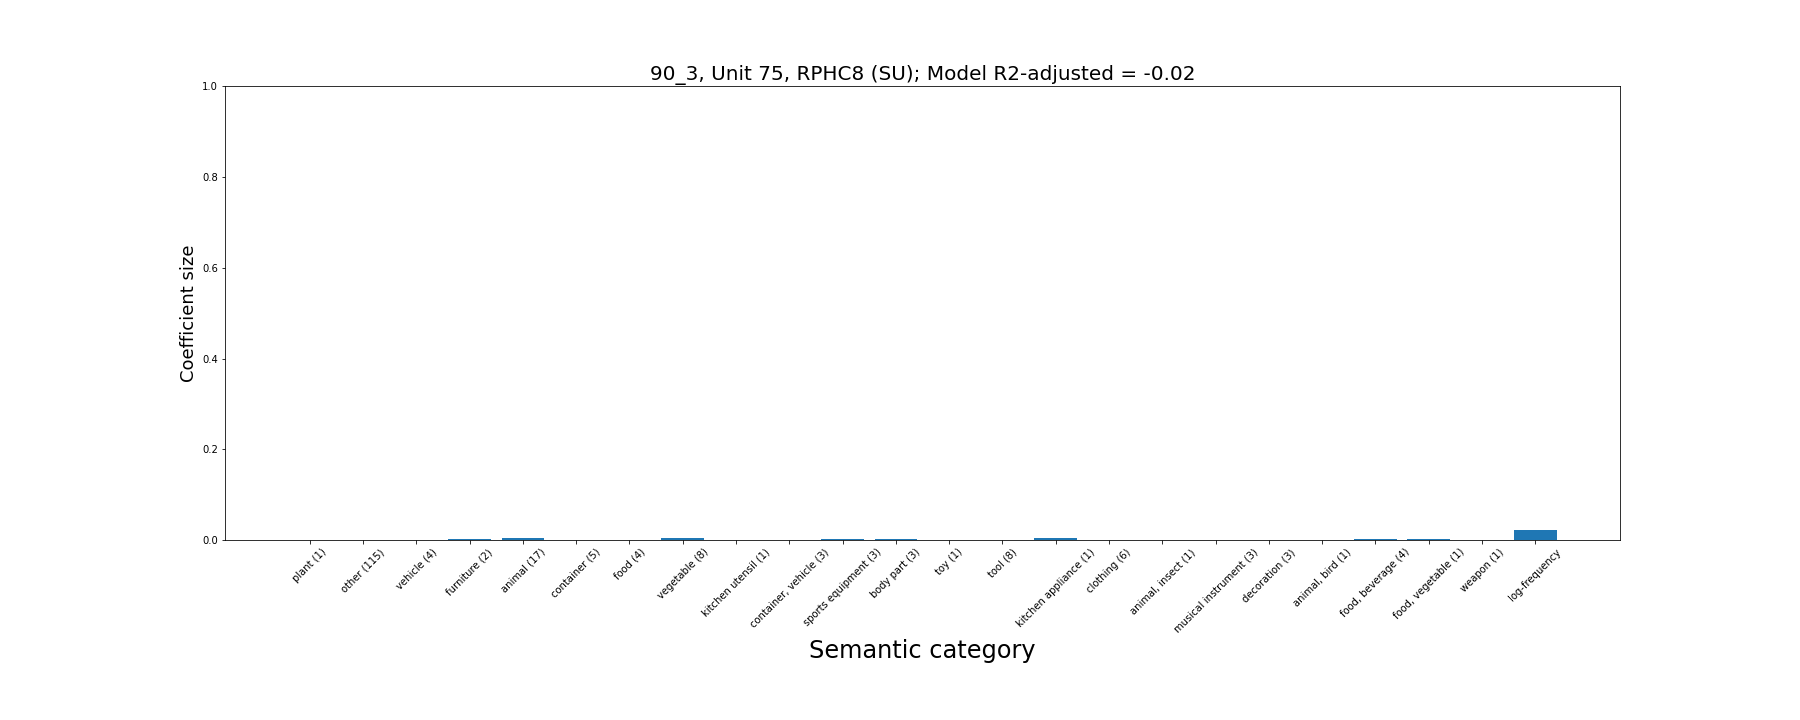 90_3, Unit 75, RPHC8 (SU); Model R2-adjusted = -0.02
Coefficient size
1.0
0.8
0.6
0.4
0.2
0.0
plant (1)
other (115)
vehicle (4)
furniture (2)
animal (17)
container (5)
food (4)
vegetable (8)
kitchen utensil (1)
container, vehicle (3)
sports equipment (3)
body part (3)
toy (1)
tool (8)
kitchen appliance (1)
clothing (6)
animal, insect (1)
musical instrument (3)
decoration (3)
animal, bird (1)
food, beverage (4)
food, vegetable (1)
weapon (1)
log-frequency
Semantic category